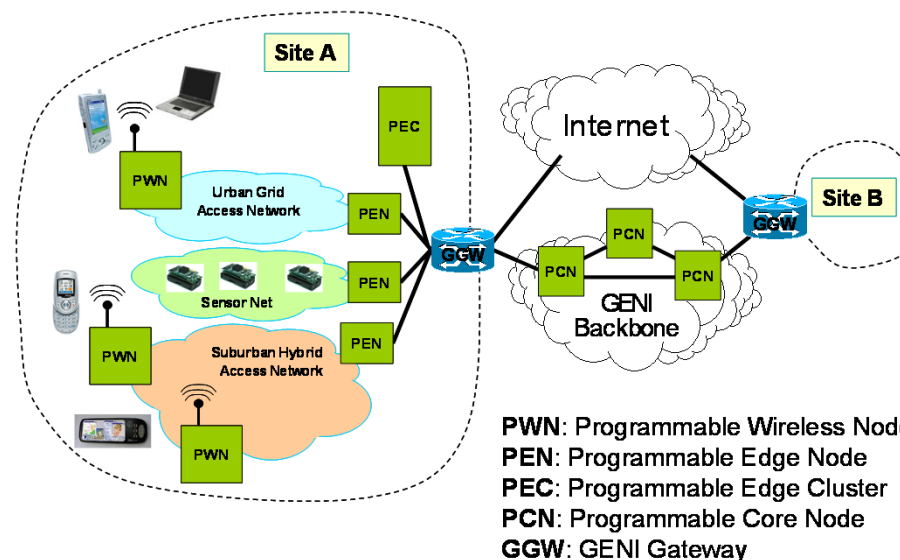 Site A
PEC
PWN
Urban Grid
Access Network
PEN
Internet
Site B
GGW
GGW
PCN
PCN
PCN
PEN
Sensor Net
GENI
Backbone
PEN
PWN
Suburban Hybrid
Access Network
PWN
PWN: Programmable Wireless Nod
PEN: Programmable Edge Node
PEC: Programmable Edge Cluster
PCN: Programmable Core Node
GGW: GENI Gateway